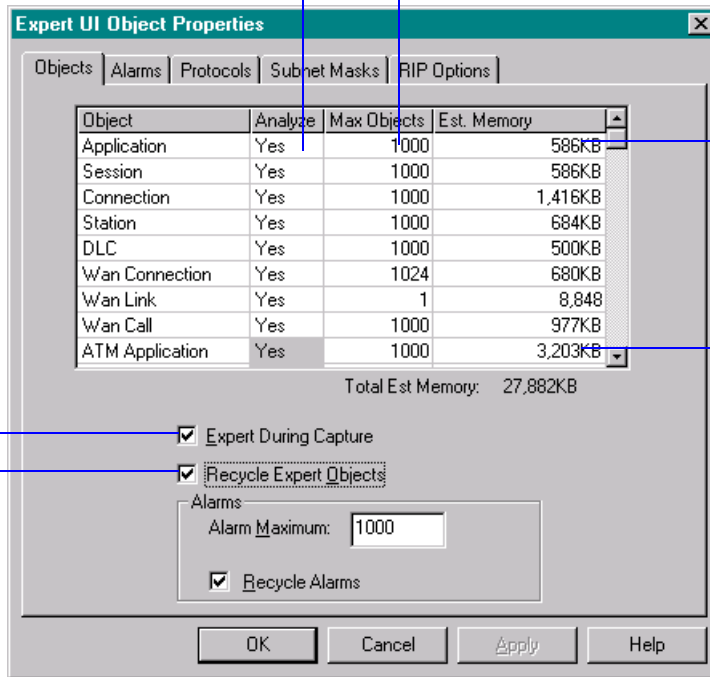 Expert UI Object Properties
Objects Alarms Protocols Subnet Masks RIP Options
Object Analyze Max Objects Est. Memory
Application Yes 1000 586KB
Session Yes 1000 586KB
Connection Yes 1000 1,416KB
Station Yes 1000 684KB
DLC Yes 1000 500KB
Wan Connection Yes 1024 680KB
Wan Link Yes 1 8,848
Wan Call Yes 1000 977KB
ATM Application Yes 1000 3,203KB
Total Est Memory: 27,882KB
Expert During Capture
Recycle Expert Objects
Alarms
Alarm Maximum: 1000
Recycle Alarms
OK Cancel Apply Help